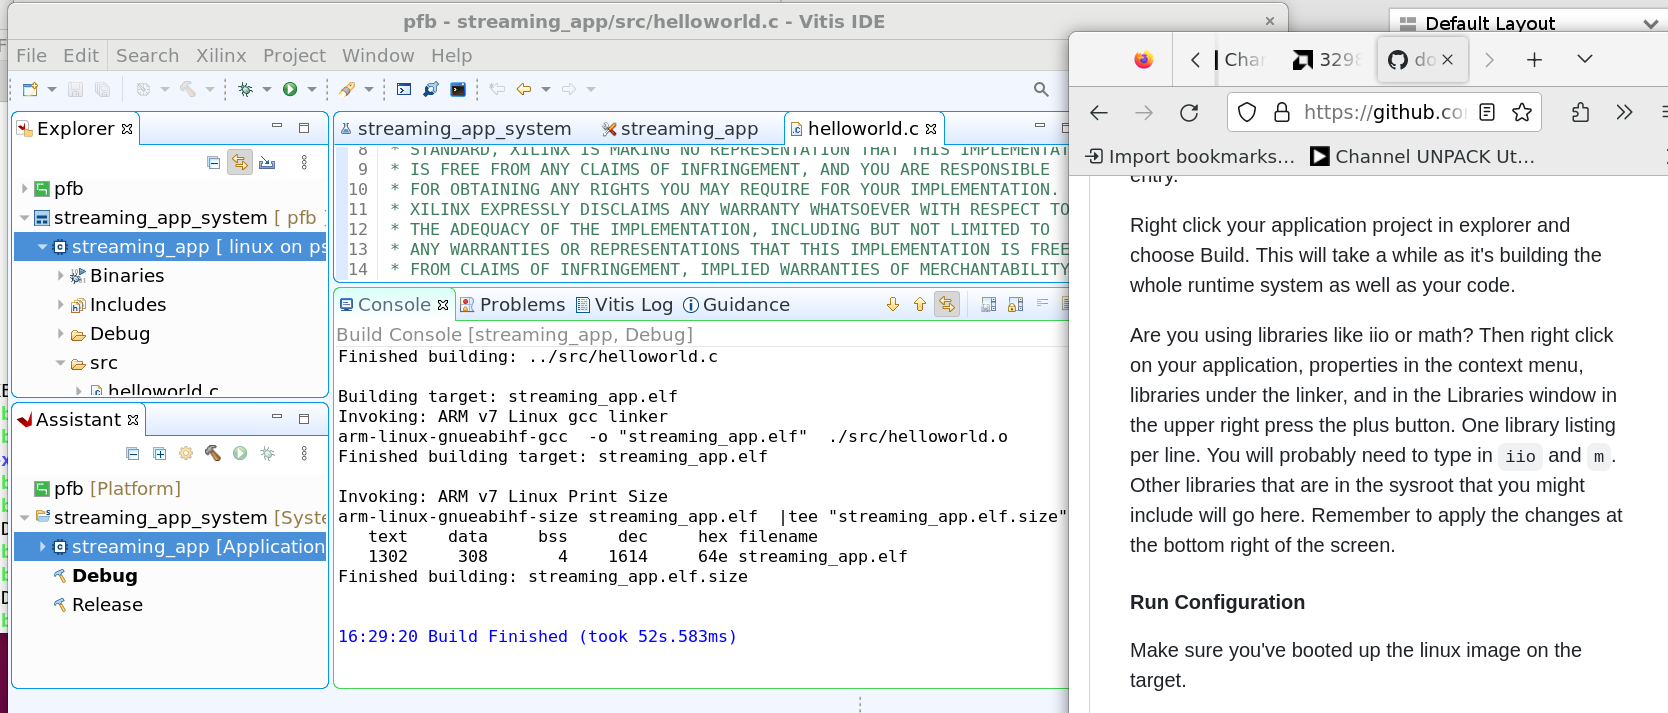 pfb - streaming_app/src/helloworld.c - Vitis IDE
File Edit Search Xilinx Project Window Help
Explorer
pfb
streaming_app_system [ pfb ]
streaming_app [ linux on ps
Binaries
Includes
Debug
src
helloworld.c
Assistant
pfb [Platform]
streaming_app_system [Syste
streaming_app [Application
Debug
Release
streaming_app_system streaming_app helloworld.c
8 * STANDARD, XILINX IS MAKING NO REPRESENTATION THAT THIS IMPLEMENTAT
9 * IS FREE FROM ANY CLAIMS OF INFRINGEMENT, AND YOU ARE RESPONSIBLE
10 * FOR OBTAINING ANY RIGHTS YOU MAY REQUIRE FOR YOUR IMPLEMENTATION.
11 * XILINX EXPRESSLY DISCLAIMS ANY WARRANTY WHATSOEVER WITH RESPECT TO
12 * THE ADEQUACY OF THE IMPLEMENTATION, INCLUDING BUT NOT LIMITED TO
13 * ANY WARRANTIES OR REPRESENTATIONS THAT THIS IMPLEMENTATION IS FREE
14 * FROM CLAIMS OF INFRINGEMENT, IMPLIED WARRANTIES OF MERCHANTABILITY
Console Problems Vitis Log Guidance
Build Console [streaming_app, Debug]
Finished building: ../src/helloworld.c
Building target: streaming_app.elf
Invoking: ARM v7 Linux gcc linker
arm-linux-gnueabihf-gcc -o "streaming_app.elf" ./src/helloworld.o
Finished building target: streaming_app.elf
Invoking: ARM v7 Linux Print Size
arm-linux-gnueabihf-size streaming_app.elf |tee "streaming_app.elf.size"
text data bss dec hex filename
1302 308 4 1614 64e streaming_app.elf
Finished building: streaming_app.elf.size
16:29:20 Build Finished (took 52s.583ms)
Default Layout
Chan 3298 do
https://github.co
Import bookmarks... Channel UNPACK Ut...
entry.
Right click your application project in explorer and
choose Build. This will take a while as it's building the
whole runtime system as well as your code.
Are you using libraries like iio or math? Then right click
on your application, properties in the context menu,
libraries under the linker, and in the Libraries window in
the upper right press the plus button. One library listing
per line. You will probably need to type in iio and m.
Other libraries that are in the sysroot that you might
include will go here. Remember to apply the changes at
the bottom right of the screen.
Run Configuration
Make sure you've booted up the linux image on the
target.